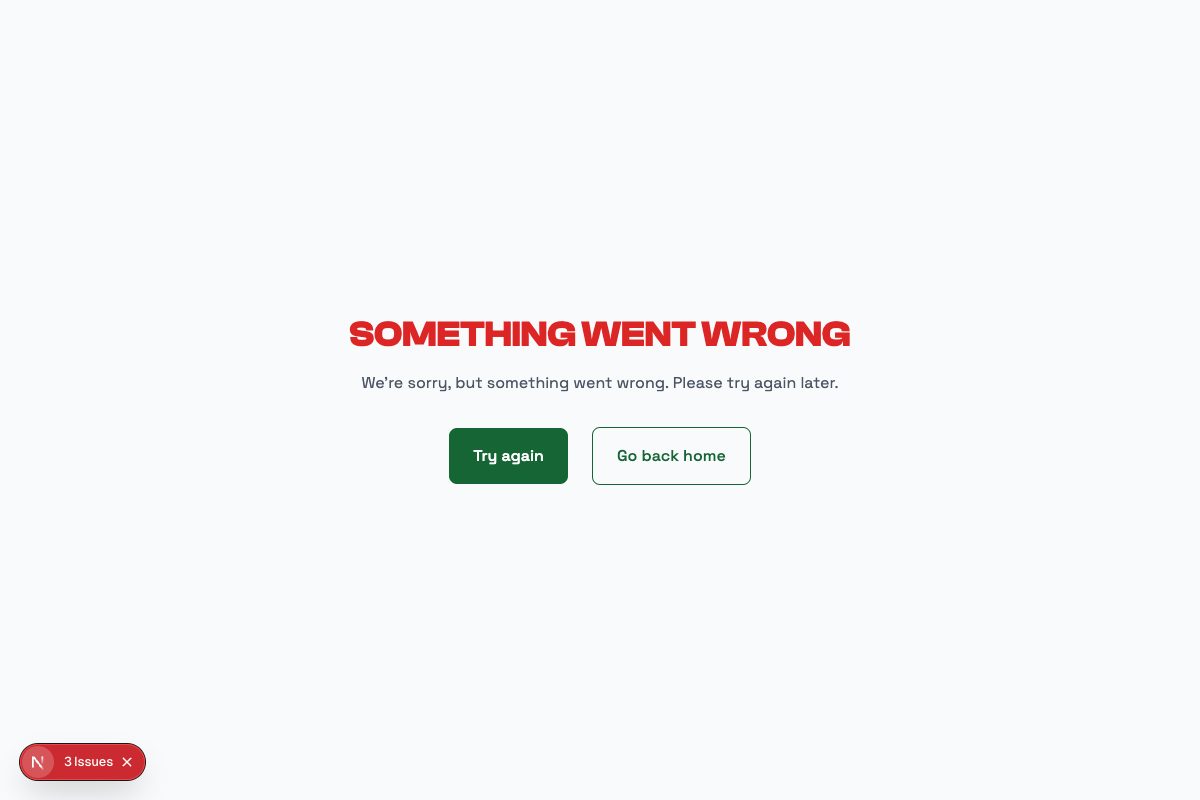 SOMETHING WENT WRONG
We're sorry, but something went wrong. Please try again later.
Try again
Go back home
N
3 Issues